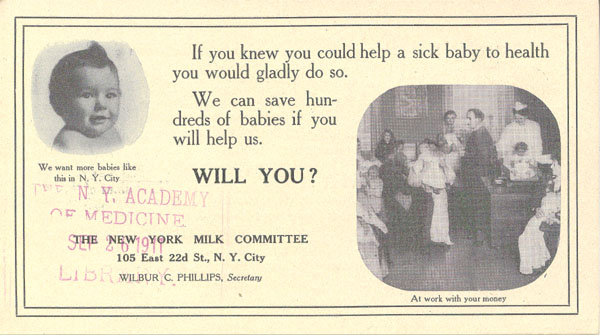 If you knew you could help a sick baby to health
you would gladly do so.
We can save hun-
dreds of babies if you
will help us.
WILL YOU?
We want more babies like
this in N. Y. City
N. Y. ACADEMY
OF MEDICINE
SEP 26 1911
LIBRARY.
THE NEW YORK MILK COMMITTEE
105 East 22d St., N. Y. City
WILBUR C. PHILLIPS, Secretary
At work with your money